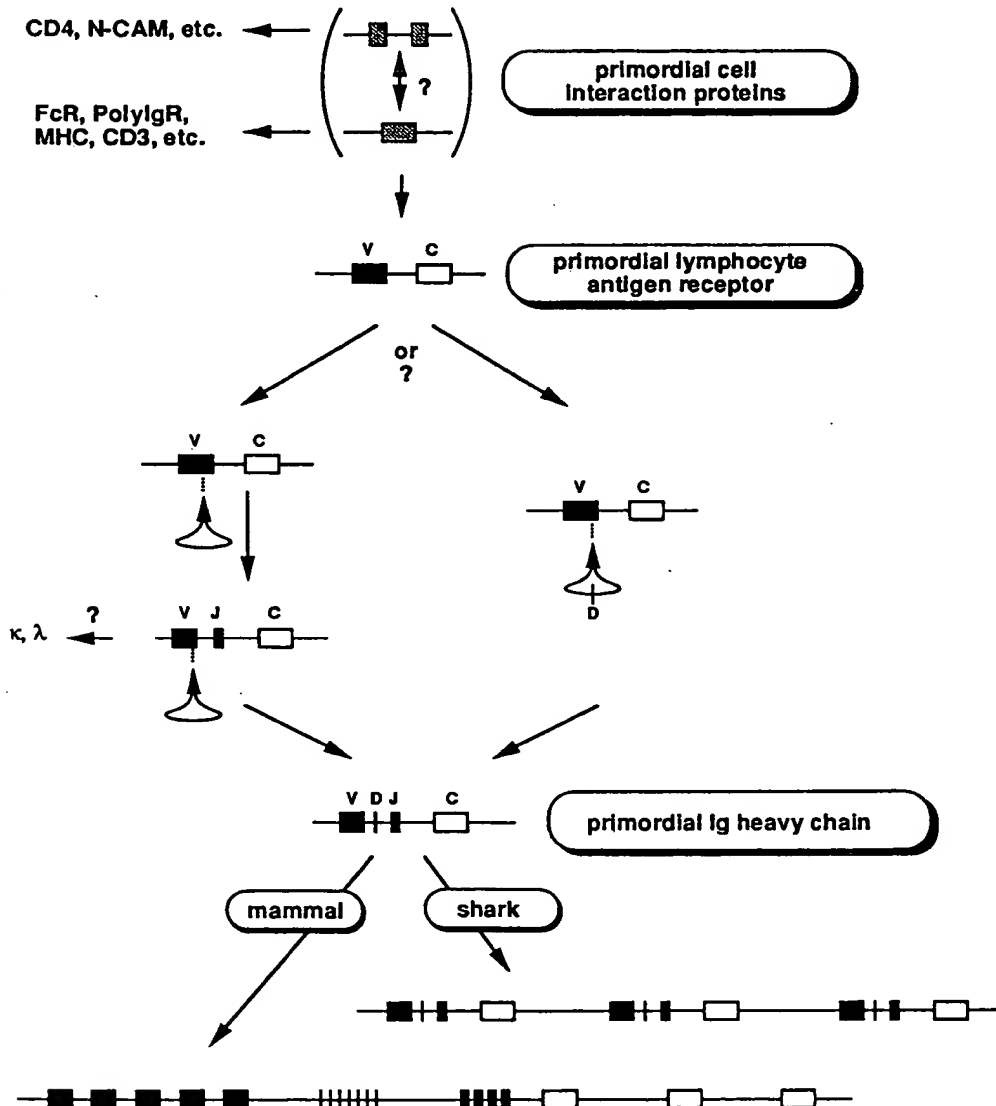 CD4, N-CAM, etc.
?
primordial cell
interaction proteins
FcR, PolyIgR,
MHC, CD3, etc.
V C
primordial lymphocyte
antigen receptor
or
?
V C
V C
D
κ, λ
?
V J C
V D J C
primordial Ig heavy chain
mammal
shark